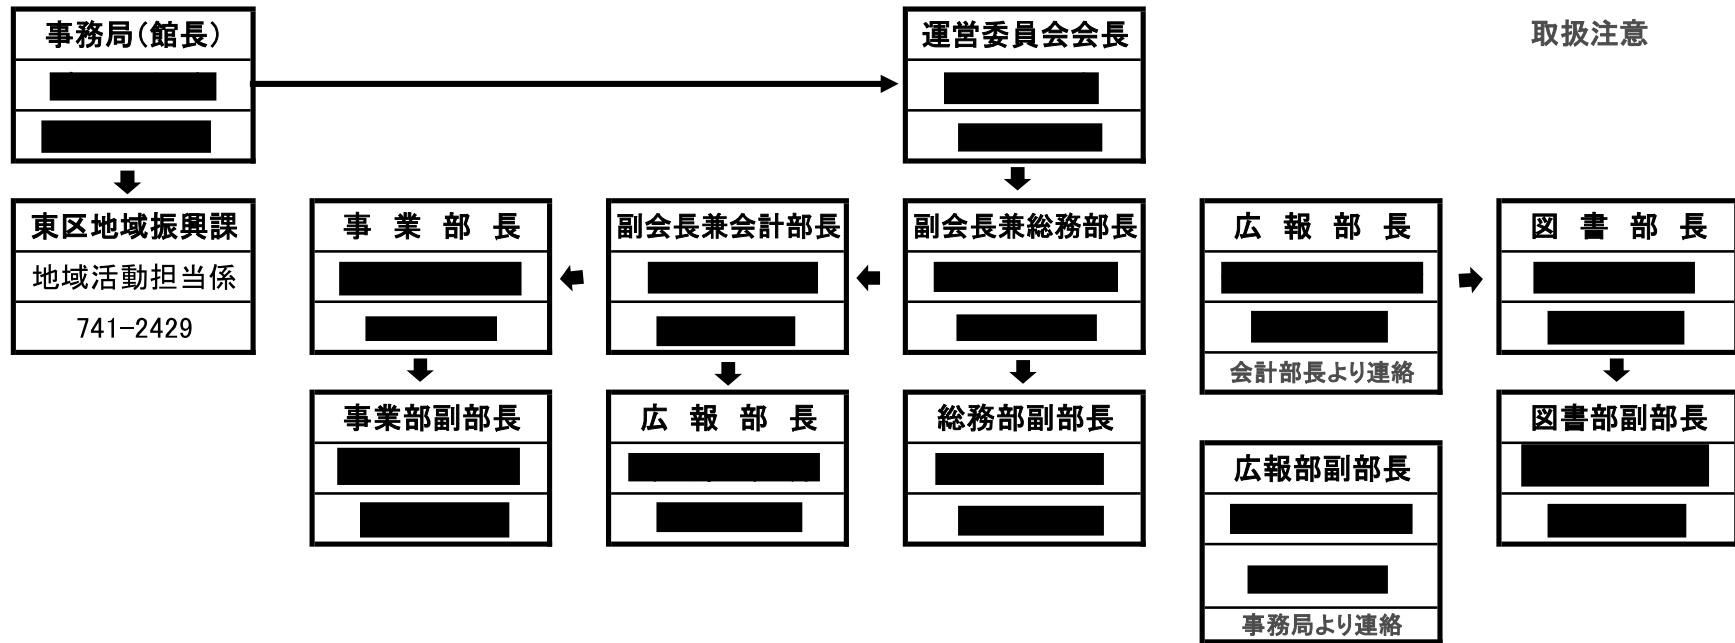 事務局(館長)
運営委員会会長
取扱注意
東区地域振興課
地域活動担当係
741-2429
事業部長
副会長兼会計部長
副会長兼総務部長
広報部長
会計部長より連絡
図書部長
事業部副部長
広報部長
総務部副部長
広報部副部長
事務局より連絡
図書部副部長